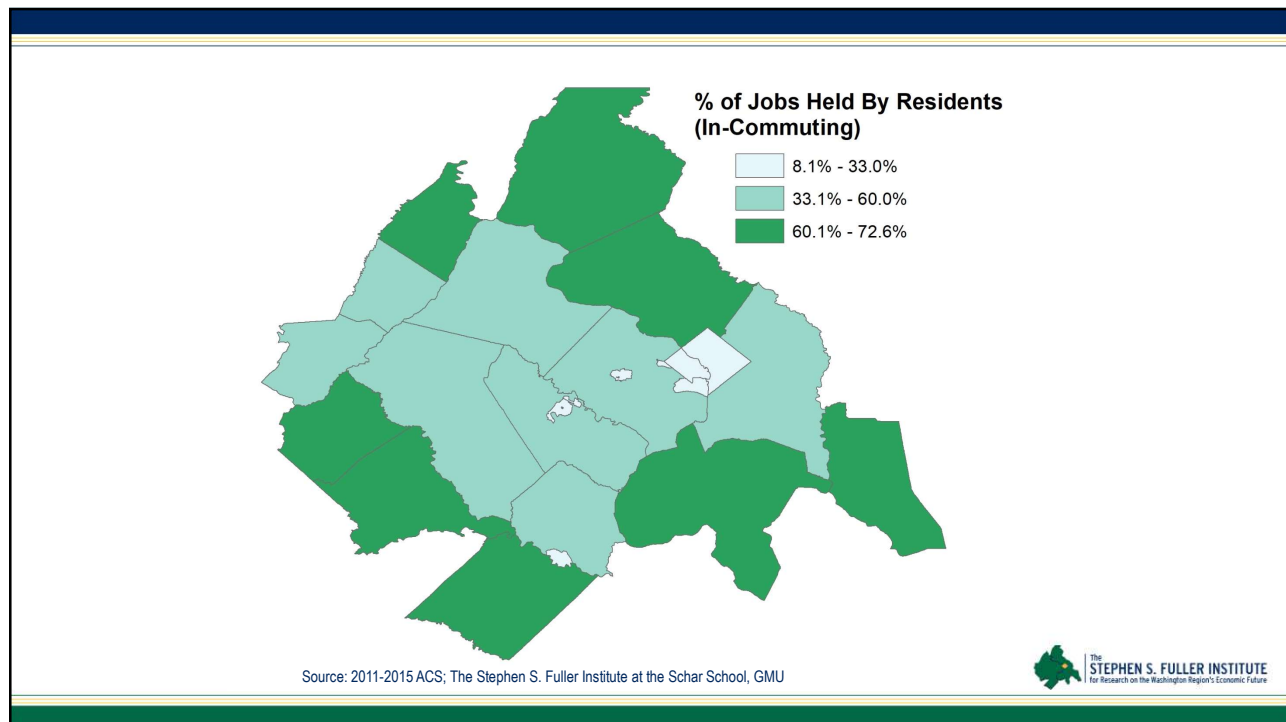 % of Jobs Held By Residents
(In-Commuting)
8.1% - 33.0%
33.1% - 60.0%
60.1% - 72.6%
Source: 2011-2015 ACS; The Stephen S. Fuller Institute at the Schar School, GMU
The
STEPHEN S. FULLER INSTITUTE
for Research on the Washington Region's Economic Future